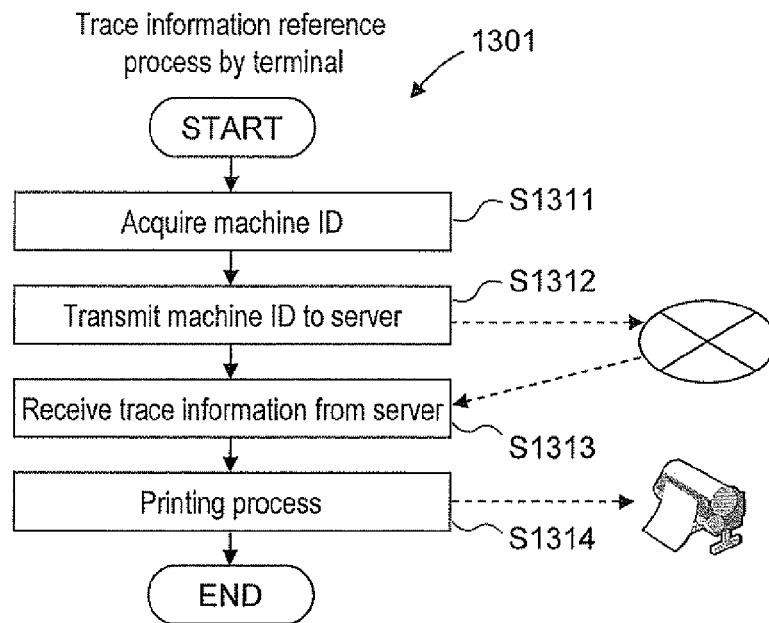 Trace information reference
process by terminal
1301
START
Acquire machine ID
S1311
S1312
Transmit machine ID to server
Receive trace information from server
S1313
Printing process
S1314
END